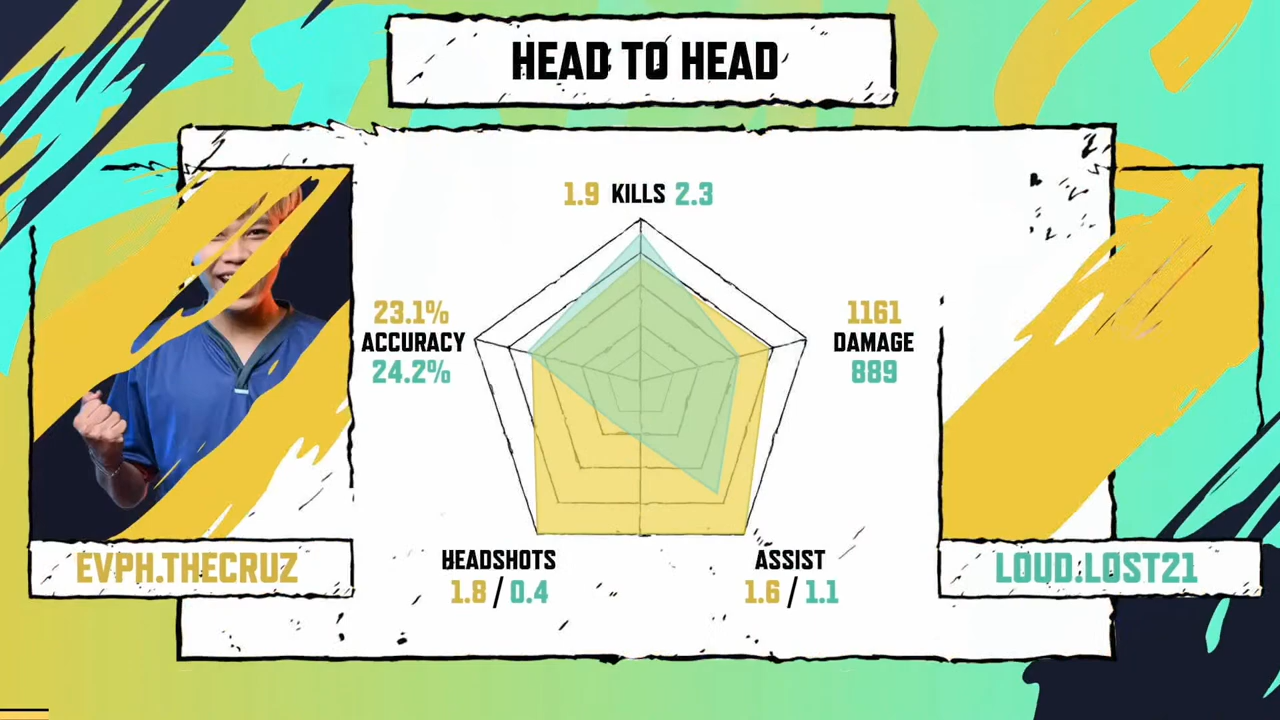 HEAD TO HEAD
1.9 KILLS 2.3
23.1%
ACCURACY
24.2%
1161
DAMAGE
889
HEADSHOTS
1.8 / 0.4
ASSIST
1.6 / 1.1
EVPH.THECRUZ
LOUD.LOST21